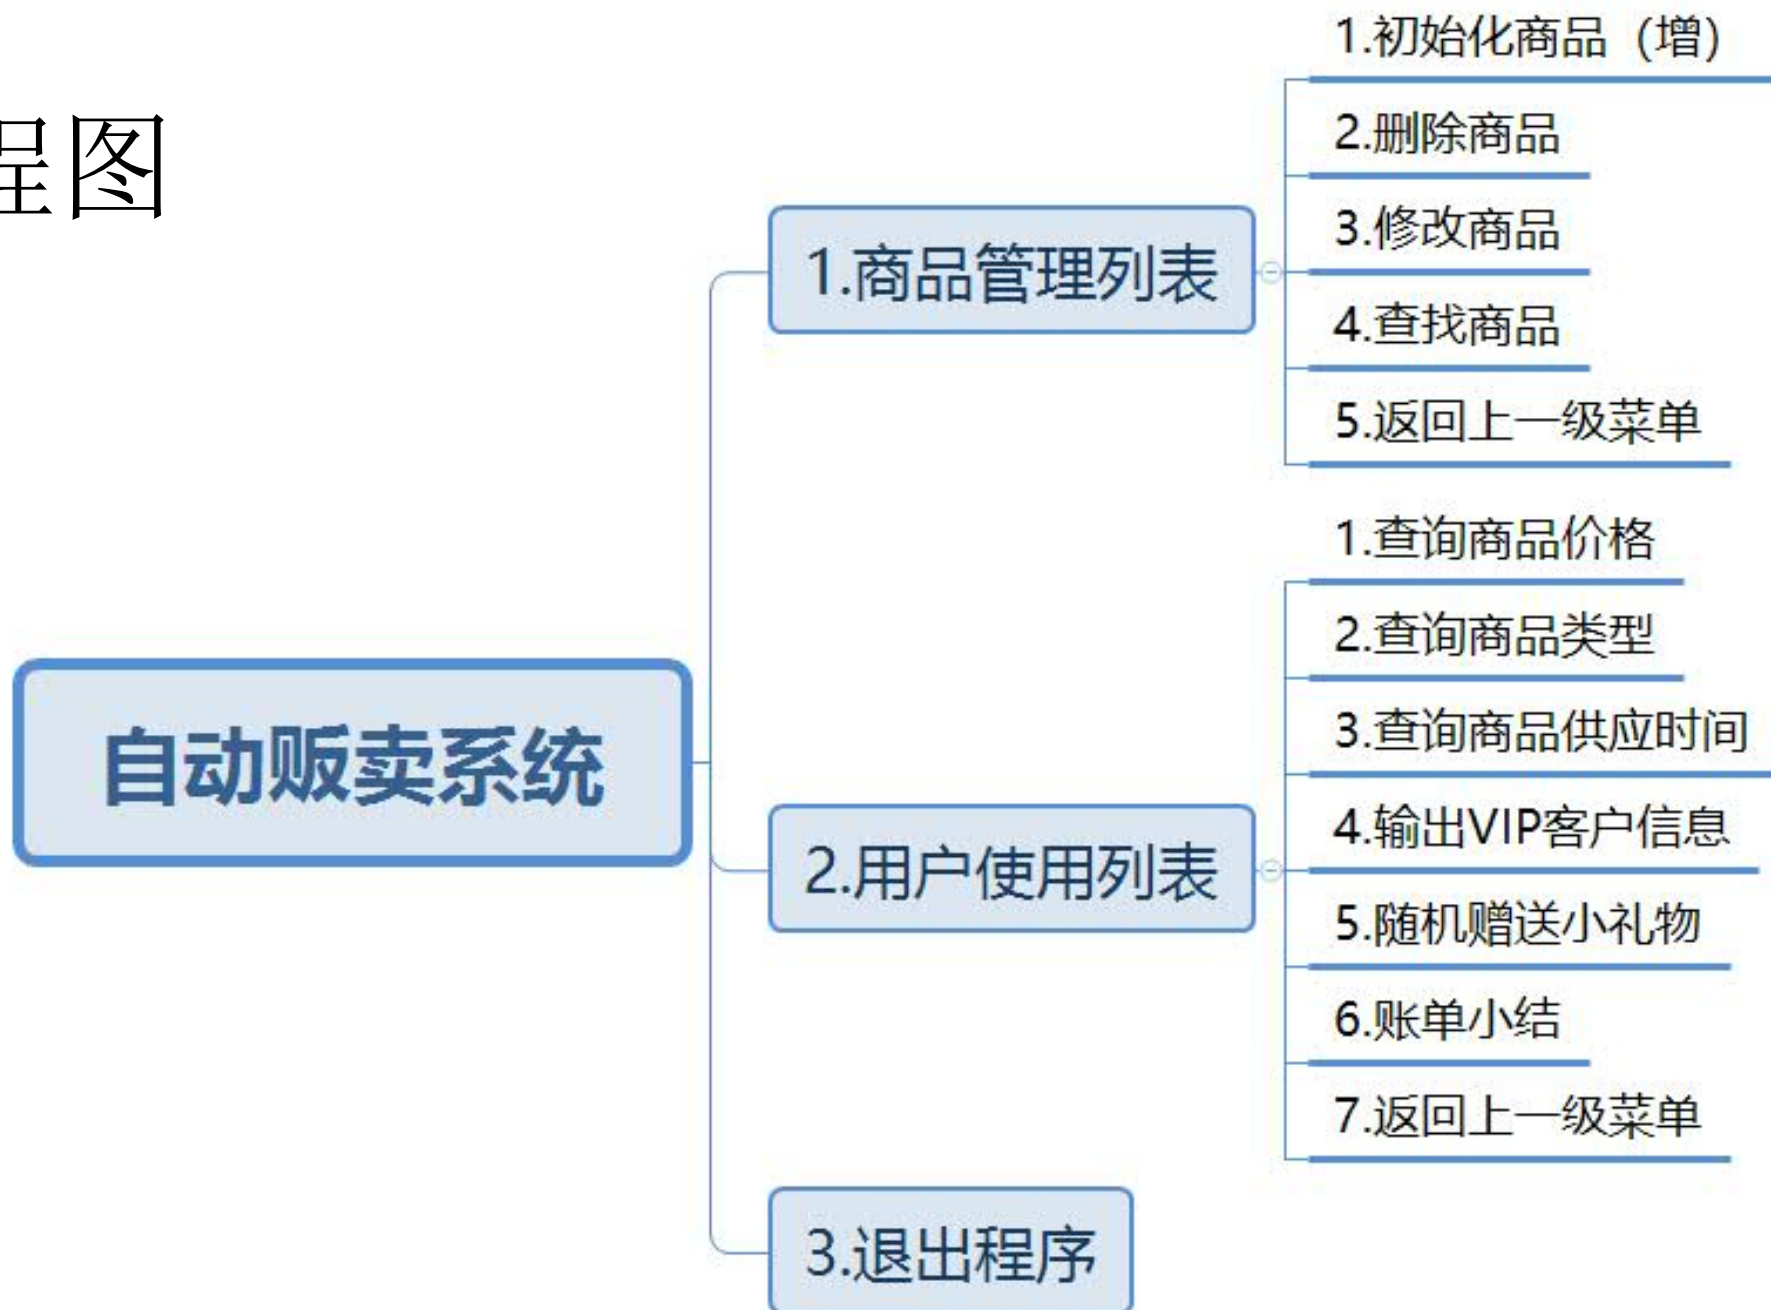 程图
自动贩卖系统
1.商品管理列表
1.初始化商品（增）
2.删除商品
3.修改商品
4.查找商品
5.返回上一级菜单
2.用户使用列表
1.查询商品价格
2.查询商品类型
3.查询商品供应时间
4.输出VIP客户信息
5.随机赠送小礼物
6.账单小结
7.返回上一级菜单
3.退出程序